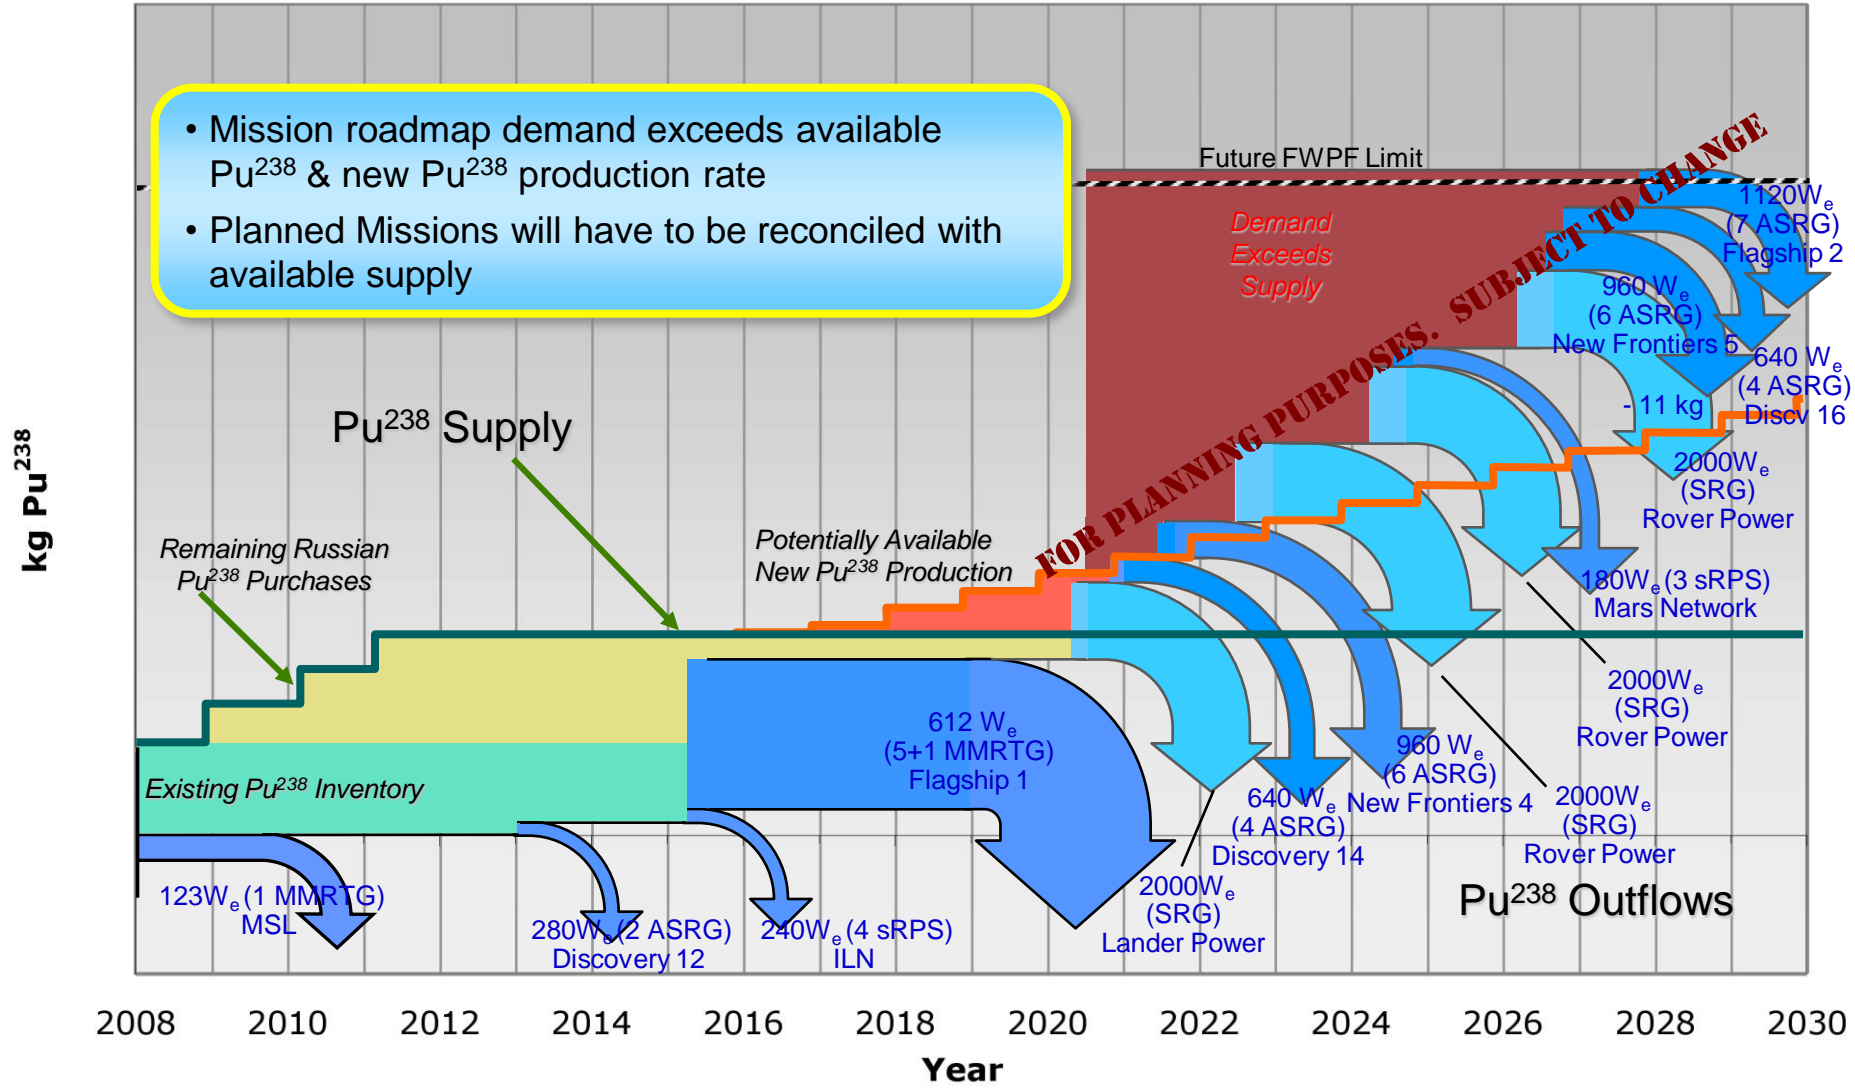 • Mission roadmap demand exceeds available
Pu²³⁸ & new Pu²³⁸ production rate
• Planned Missions will have to be reconciled with
available supply
Future FWPF Limit
Demand
Exceeds
Supply
FOR PLANNING PURPOSES. SUBJECT TO CHANGE
1120Wₑ
(7 ASRG)
Flagship 2
960 Wₑ
(6 ASRG)
New Frontiers 5
640 Wₑ
(4 ASRG)
Discv 16
- 11 kg
2000Wₑ
(SRG)
Rover Power
Pu²³⁸ Supply
Remaining Russian
Pu²³⁸ Purchases
Potentially Available
New Pu²³⁸ Production
180Wₑ (3 sRPS)
Mars Network
2000Wₑ
(SRG)
Rover Power
Existing Pu²³⁸ Inventory
612 Wₑ
(5+1 MMRTG)
Flagship 1
960 Wₑ
(6 ASRG)
New Frontiers 4
640 Wₑ
(4 ASRG)
Discovery 14
2000Wₑ
(SRG)
Rover Power
2000Wₑ
(SRG)
Lander Power
123Wₑ (1 MMRTG)
MSL
280Wₑ (2 ASRG)
Discovery 12
240Wₑ (4 sRPS)
ILN
Pu²³⁸ Outflows
kg Pu²³⁸
2008 2010 2012 2014 2016 2018 2020 2022 2024 2026 2028 2030
Year